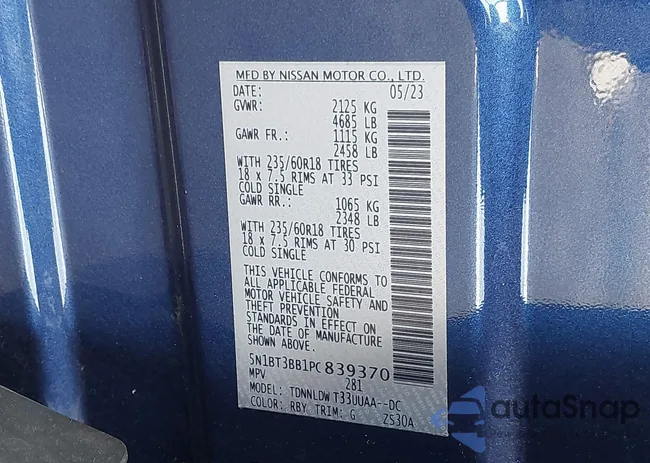 MFD BY NISSAN MOTOR CO., LTD.
DATE: 05/23
GVWR: 2125 KG
4685 LB
GAWR FR.: 1115 KG
2458 LB
WITH 235/60R18 TIRES
18 x 7.5 RIMS AT 33 PSI
COLD SINGLE
GAWR RR.: 1065 KG
2348 LB
WITH 235/60R18 TIRES
18 x 7.5 RIMS AT 30 PSI
COLD SINGLE
THIS VEHICLE CONFORMS TO
ALL APPLICABLE FEDERAL
MOTOR VEHICLE SAFETY AND
THEFT PREVENTION
STANDARDS IN EFFECT ON
THE DATE OF MANUFACTURE
SHOWN ABOVE.
5N1BT3BB1PC839370
MPV 281
MODEL: TDNNLDW T33UUAA--DC
COLOR: RBY TRIM: G ZS30A
autoSnap